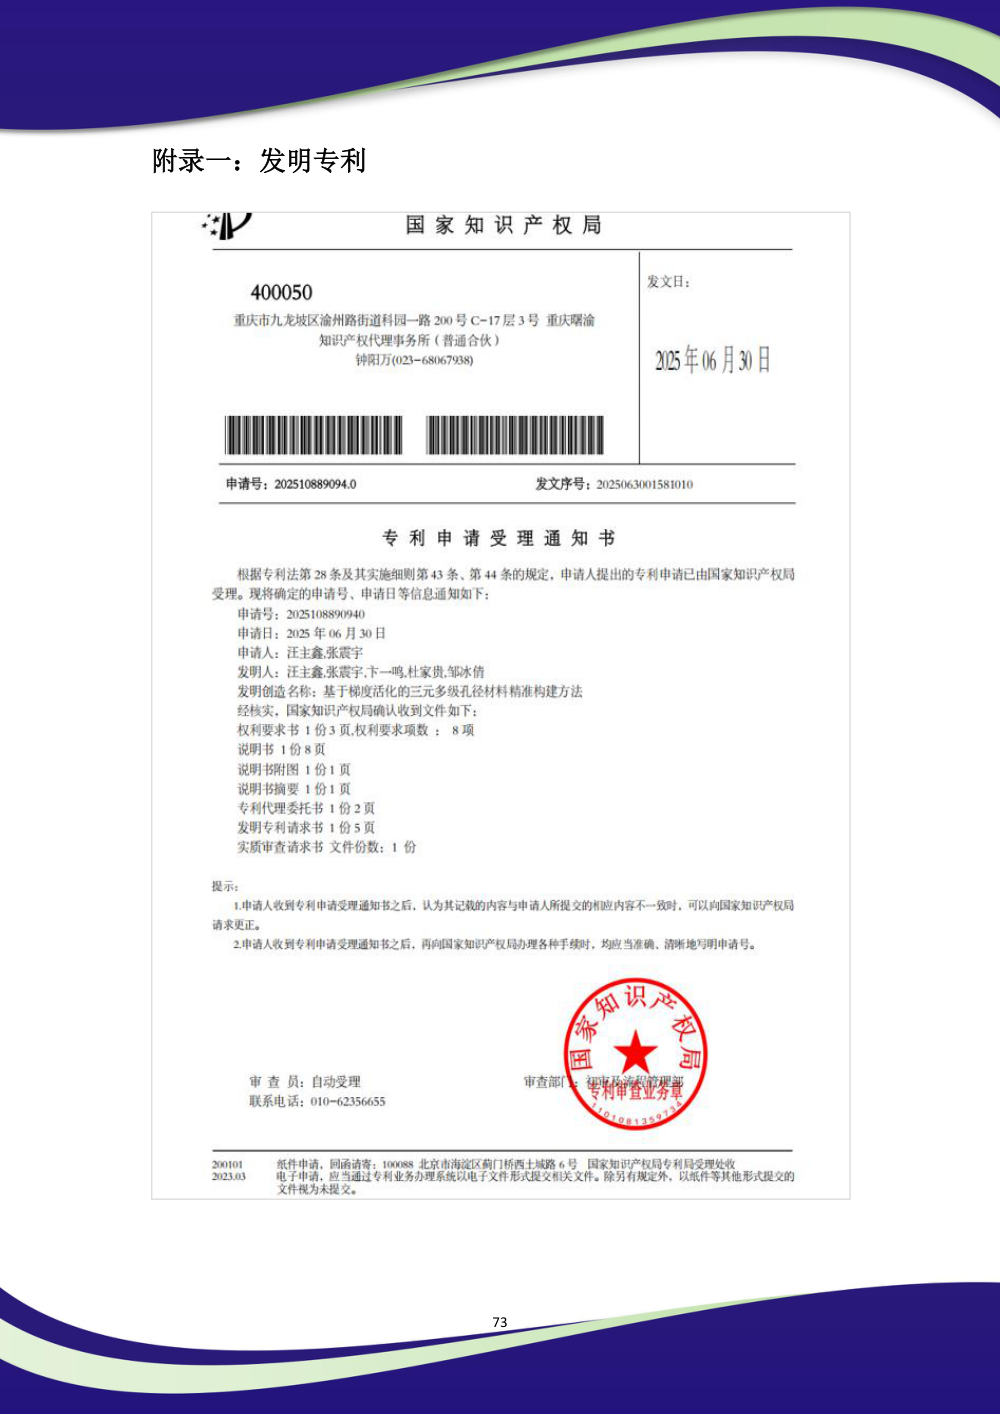 附录一：发明专利
国家知识产权局
400050
发文日：
重庆市九龙坡区渝州路街道科园一路 200 号 C-17 层 3 号 重庆曙渝
知识产权代理事务所（普通合伙）
钟阳万(023-68067938)
2025 年 06 月 30 日
申请号：202510889094.0
发文序号：2025063001581010
专利申请受理通知书
根据专利法第 28 条及其实施细则第 43 条、第 44 条的规定，申请人提出的专利申请已由国家知识产权局
受理。现将确定的申请号、申请日等信息通知如下：
申请号：2025108890940
申请日：2025 年 06 月 30 日
申请人：汪主鑫,张震宇
发明人：汪主鑫,张震宇,卞一鸣,杜家贵,邹冰倩
发明创造名称：基于梯度活化的三元多级孔径材料精准构建方法
经核实，国家知识产权局确认收到文件如下：
权利要求书 1 份 3 页,权利要求项数 ： 8 项
说明书 1 份 8 页
说明书附图 1 份 1 页
说明书摘要 1 份 1 页
专利代理委托书 1 份 2 页
发明专利请求书 1 份 5 页
实质审查请求书 文件份数：1 份
提示：
1.申请人收到专利申请受理通知书之后，认为其记载的内容与申请人所提交的相应内容不一致时，可以向国家知识产权局
请求更正。
2.申请人收到专利申请受理通知书之后，再向国家知识产权局办理各种手续时，均应当准确、清晰地写明申请号。
国家知识产权局
审 查 员：自动受理
审查部门：初审及流程管理部
专利审查业务章
联系电话：010-62356655
1101081359734
200101 纸件申请，回函请寄：100088 北京市海淀区蓟门桥西土城路 6 号 国家知识产权局专利局受理处收
2023.03 电子申请，应当通过专利业务办理系统以电子文件形式提交相关文件。除另有规定外，以纸件等其他形式提交的
文件视为未提交。
73